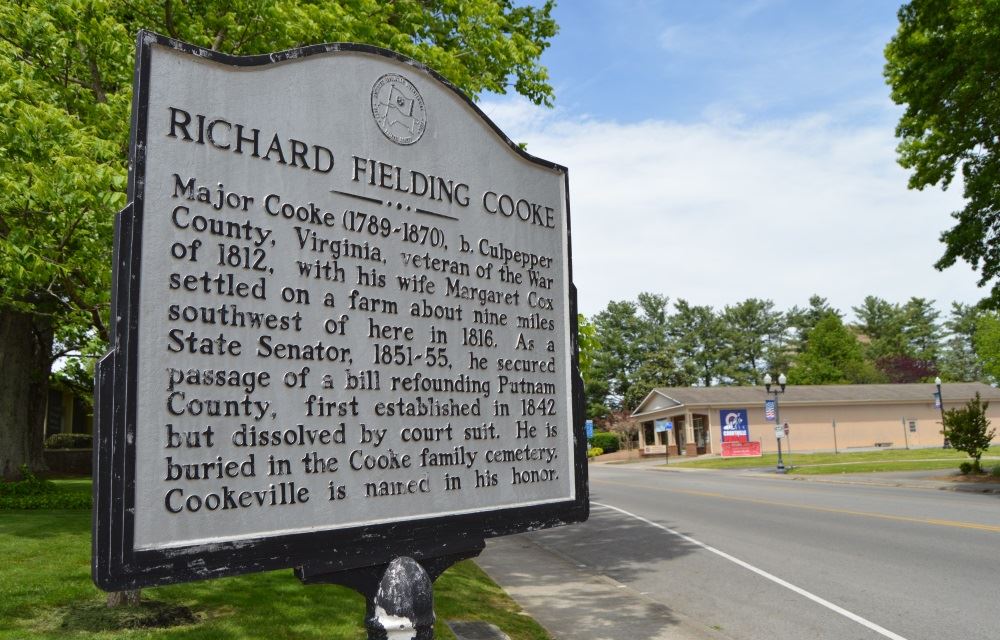 RICHARD FIELDING COOKE
Major Cooke (1789-1870), b. Culpepper
County, Virginia, veteran of the War
of 1812, with his wife Margaret Cox
settled on a farm about nine miles
southwest of here in 1816. As a
State Senator, 1851-55, he secured
passage of a bill refounding Putnam
County, first established in 1842
but dissolved by court suit. He is
buried in the Cooke family cemetery.
Cookeville is named in his honor.